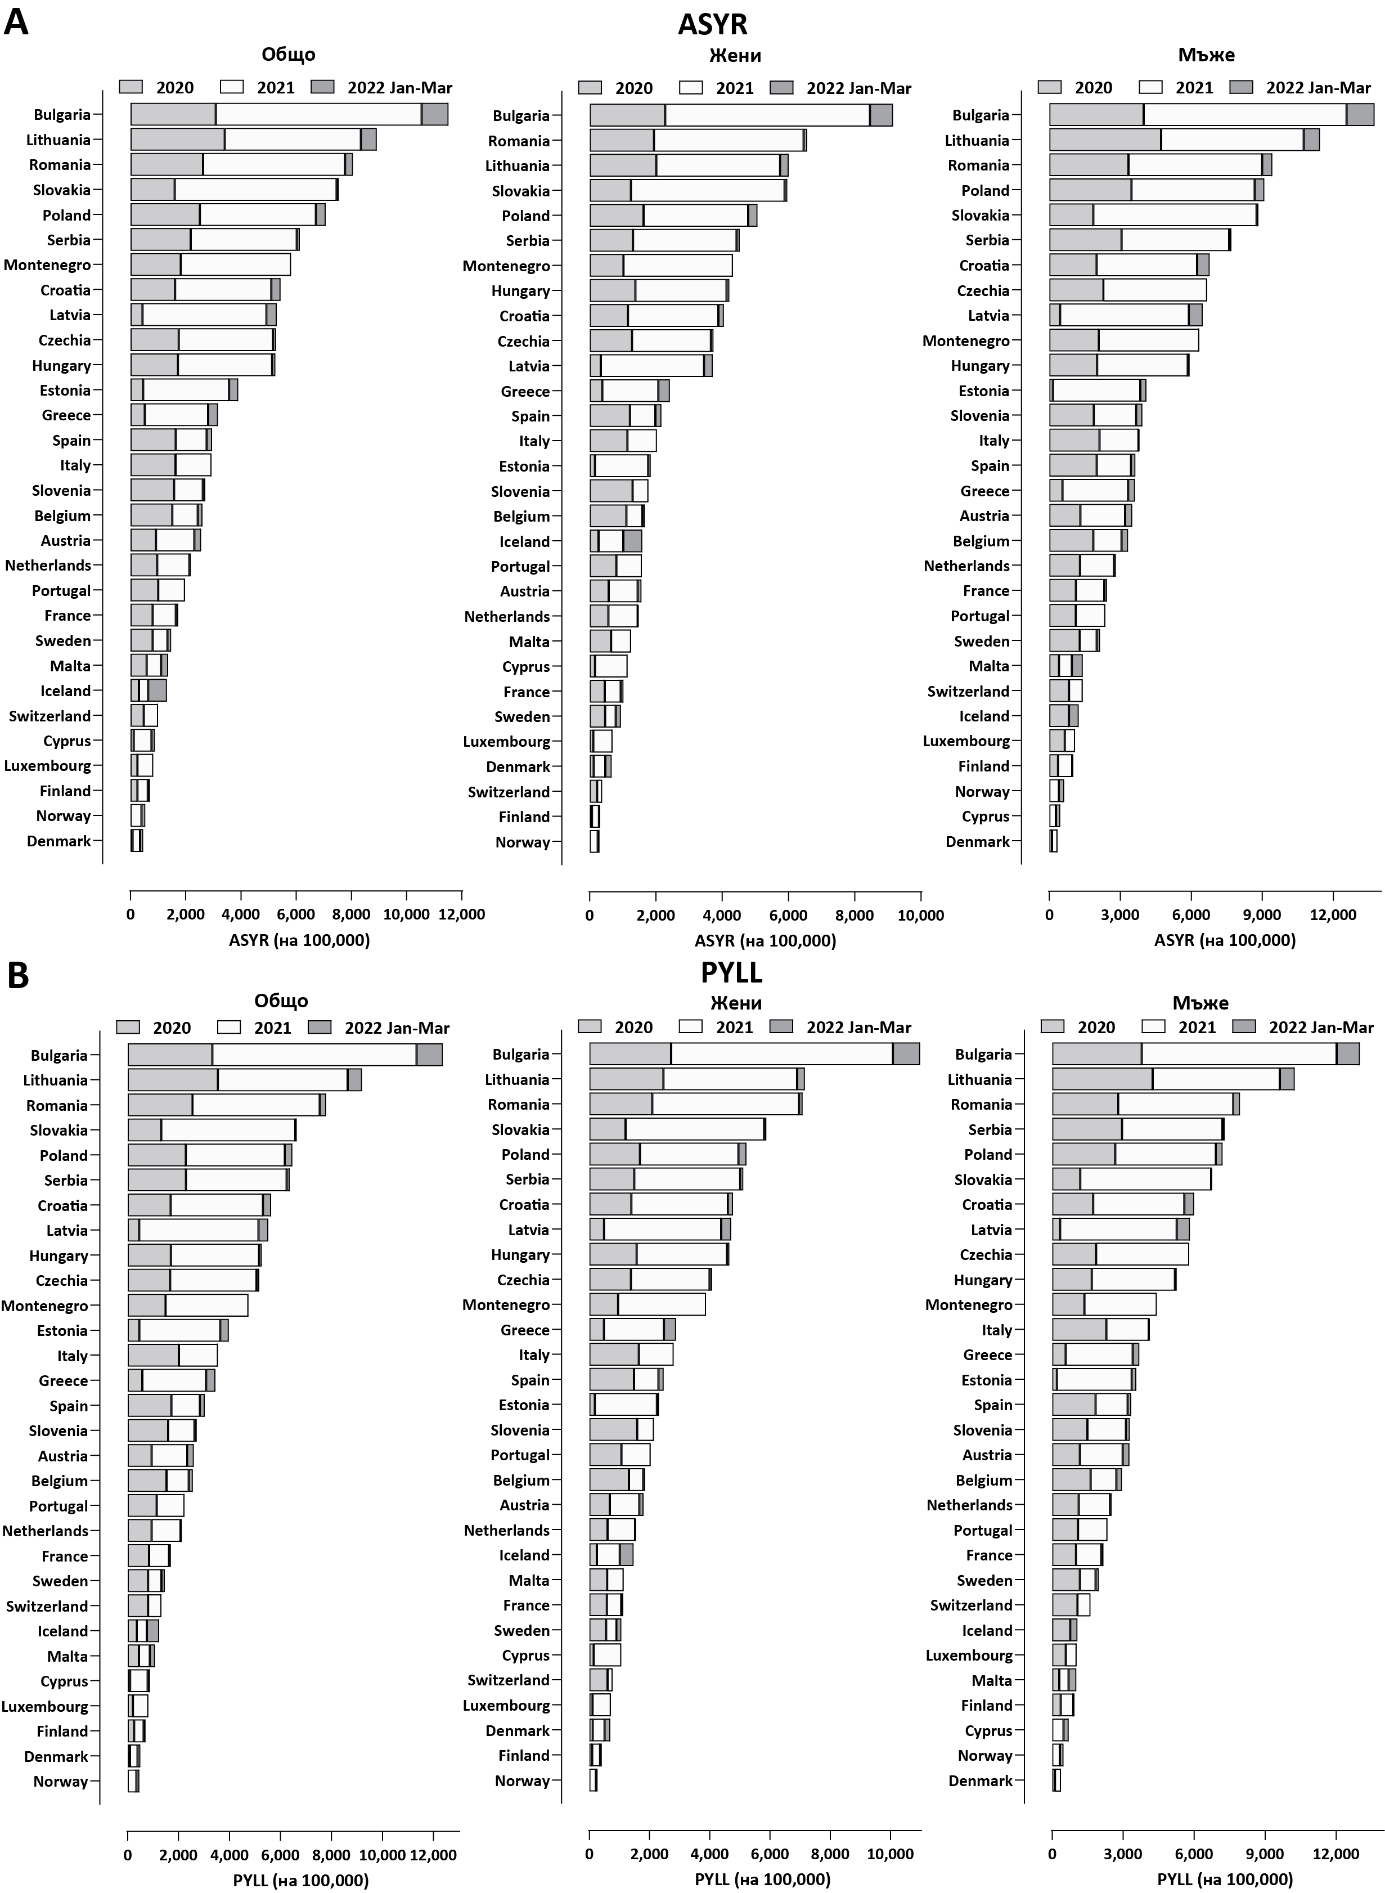 A
ASYR
Общо
Жени
Мъже
2020 2021 2022 Jan-Mar
2020 2021 2022 Jan-Mar
2020 2021 2022 Jan-Mar
Bulgaria Bulgaria Bulgaria
Lithuania Romania Lithuania
Romania Lithuania Romania
Slovakia Slovakia Poland
Poland Poland Slovakia
Serbia Serbia Serbia
Montenegro Montenegro Croatia
Croatia Hungary Czechia
Latvia Croatia Latvia
Czechia Czechia Montenegro
Hungary Latvia Hungary
Estonia Greece Estonia
Greece Spain Slovenia
Spain Italy Italy
Italy Estonia Spain
Slovenia Slovenia Greece
Belgium Belgium Austria
Austria Iceland Belgium
Netherlands Portugal Netherlands
Portugal Austria France
France Netherlands Portugal
Sweden Malta Sweden
Malta Cyprus Malta
Iceland France Switzerland
Switzerland Sweden Iceland
Cyprus Luxembourg Luxembourg
Luxembourg Denmark Finland
Finland Switzerland Norway
Norway Finland Cyprus
Denmark Norway Denmark
0 2,000 4,000 6,000 8,000 10,000 12,000
0 2,000 4,000 6,000 8,000 10,000
0 3,000 6,000 9,000 12,000
ASYR (на 100,000)
ASYR (на 100,000)
ASYR (на 100,000)
B
PYLL
Общо
Жени
Мъже
2020 2021 2022 Jan-Mar
2020 2021 2022 Jan-Mar
2020 2021 2022 Jan-Mar
Bulgaria Bulgaria Bulgaria
Lithuania Lithuania Lithuania
Romania Romania Romania
Slovakia Slovakia Serbia
Poland Poland Poland
Serbia Serbia Slovakia
Croatia Croatia Croatia
Latvia Latvia Latvia
Hungary Hungary Czechia
Czechia Czechia Hungary
Montenegro Montenegro Montenegro
Estonia Greece Italy
Italy Italy Greece
Greece Spain Estonia
Spain Estonia Spain
Slovenia Slovenia Slovenia
Austria Portugal Austria
Belgium Belgium Belgium
Portugal Austria Netherlands
Netherlands Netherlands Portugal
France Iceland France
Sweden Malta Sweden
Switzerland France Switzerland
Iceland Sweden Iceland
Malta Cyprus Luxembourg
Cyprus Switzerland Malta
Luxembourg Luxembourg Finland
Finland Denmark Cyprus
Denmark Finland Norway
Norway Norway Denmark
0 2,000 4,000 6,000 8,000 10,000 12,000
0 2,000 4,000 6,000 8,000 10,000
0 3,000 6,000 9,000 12,000
PYLL (на 100,000)
PYLL (на 100,000)
PYLL (на 100,000)